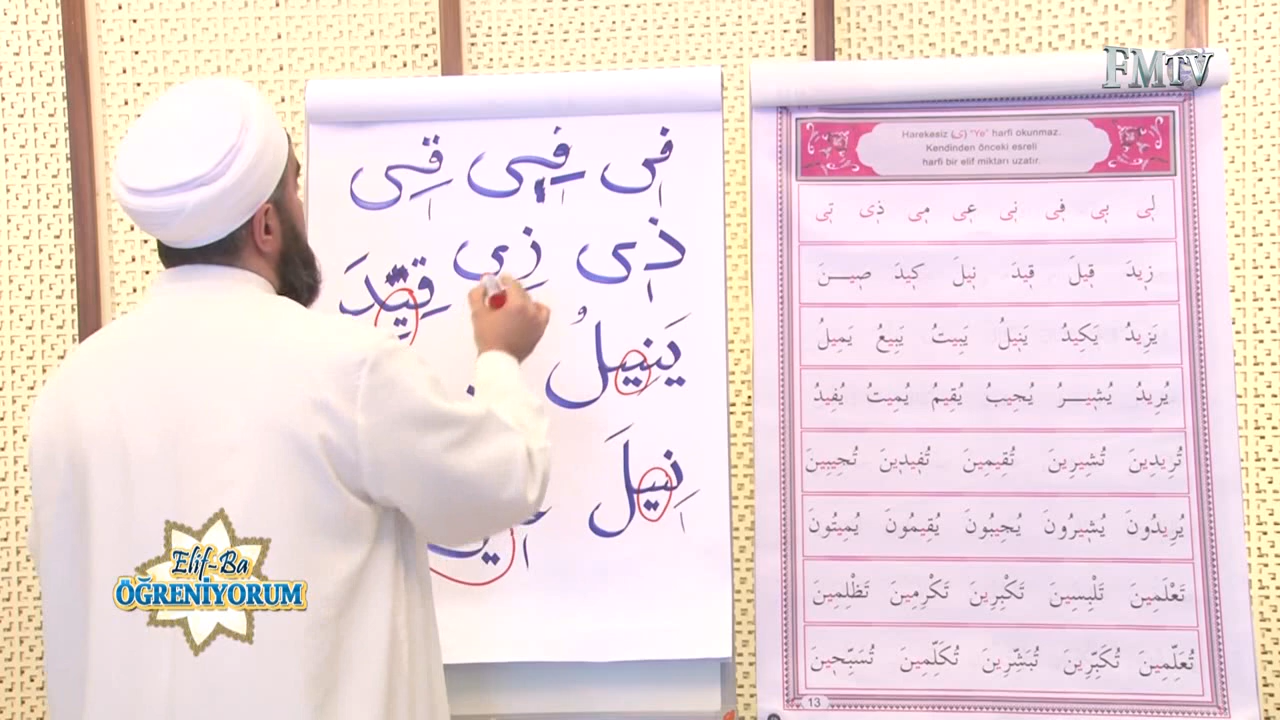 FMTV
Harekesiz (ى) "Ye" harfi okunmaz.
Kendinden önceki esreli
harfi bir elif miktarı uzatır.
لِى بِى فِى نِى عِى مِى ذِى تِى
زِيدَ قِيلَ قِيدَ نِيلَ كِيدَ صِيـــنَ
يَزِيدُ يَكِيدُ يَنِيلُ يَبِيتُ يَبِيعُ يَمِيلُ
يُرِيدُ يُشِيـــرُ يُجِيب يُقِيمُ يُمِيتُ يُفِيدُ
تُرِيدِينَ تُشِيرِينَ تُقِيمِينَ تُفِيدِينَ تُجِيبِينَ
يُرِيدُونَ يُشِيرُونَ يُجِيبُونَ يُقِيمُونَ يُمِيتُونَ
تَعْلَمِينَ تَلْبِسِينَ تَكْبِرِينَ تَكْرِمِينَ تَظْلِمِينَ
تُعَلِّمِينَ تُكَبِّرِينَ تُبَشِّرِينَ تُكَلِّمِينَ تُسَبِّحِينَ
13
فِى فِبِى قِى
ذِى زِى قِيدَ
يَنِيلُ
نِيلَ
Elif-Ba
ÖĞRENİYORUM